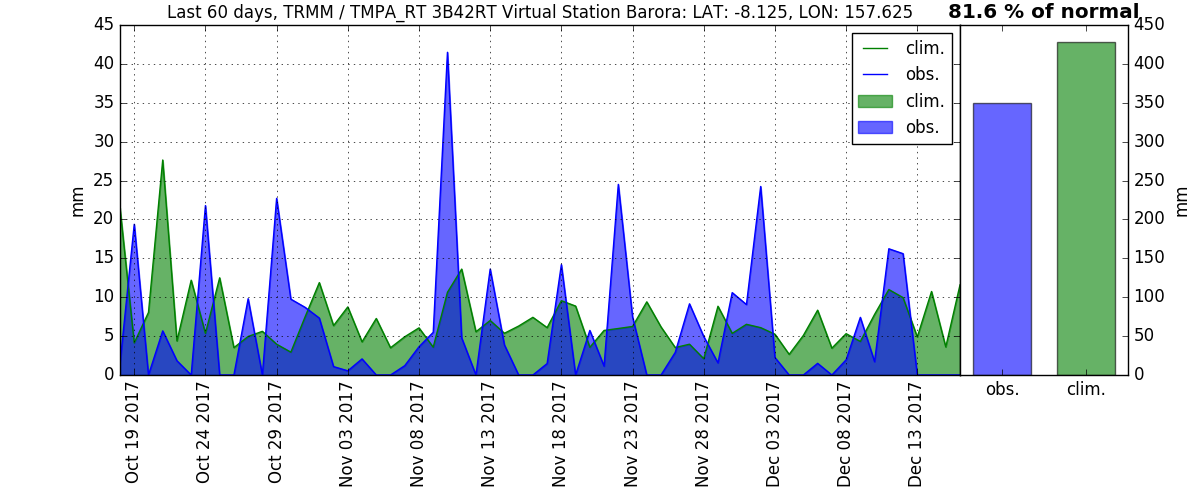 Last 60 days, TRMM / TMPA_RT 3B42RT Virtual Station Barora: LAT: -8.125, LON: 157.625
81.6 % of normal
45
40
35
30
25
20
15
10
5
0
mm
clim.
obs.
clim.
obs.
450
400
350
300
250
200
150
100
50
0
mm
Oct 19 2017
Oct 24 2017
Oct 29 2017
Nov 03 2017
Nov 08 2017
Nov 13 2017
Nov 18 2017
Nov 23 2017
Nov 28 2017
Dec 03 2017
Dec 08 2017
Dec 13 2017
obs.
clim.